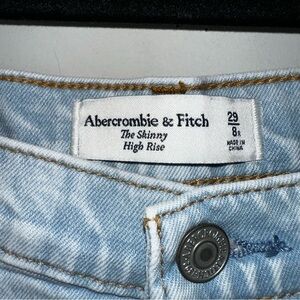 Abercrombie & Fitch
The Skinny
High Rise
29
8R
MADE IN
CHINA